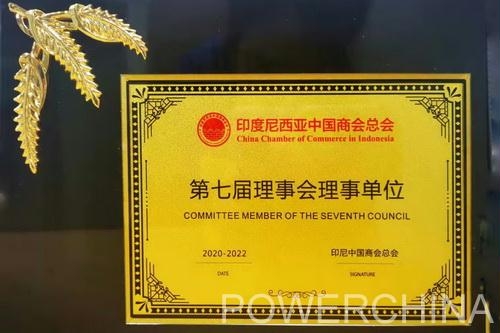 印度尼西亚中国商会总会
China Chamber of Commerce in Indonesia
第七届理事会理事单位
COMMITTEE MEMBER OF THE SEVENTH COUNCIL
2020-2022
DATE
印尼中国商会总会
SIGNATURE
POWERCHINA